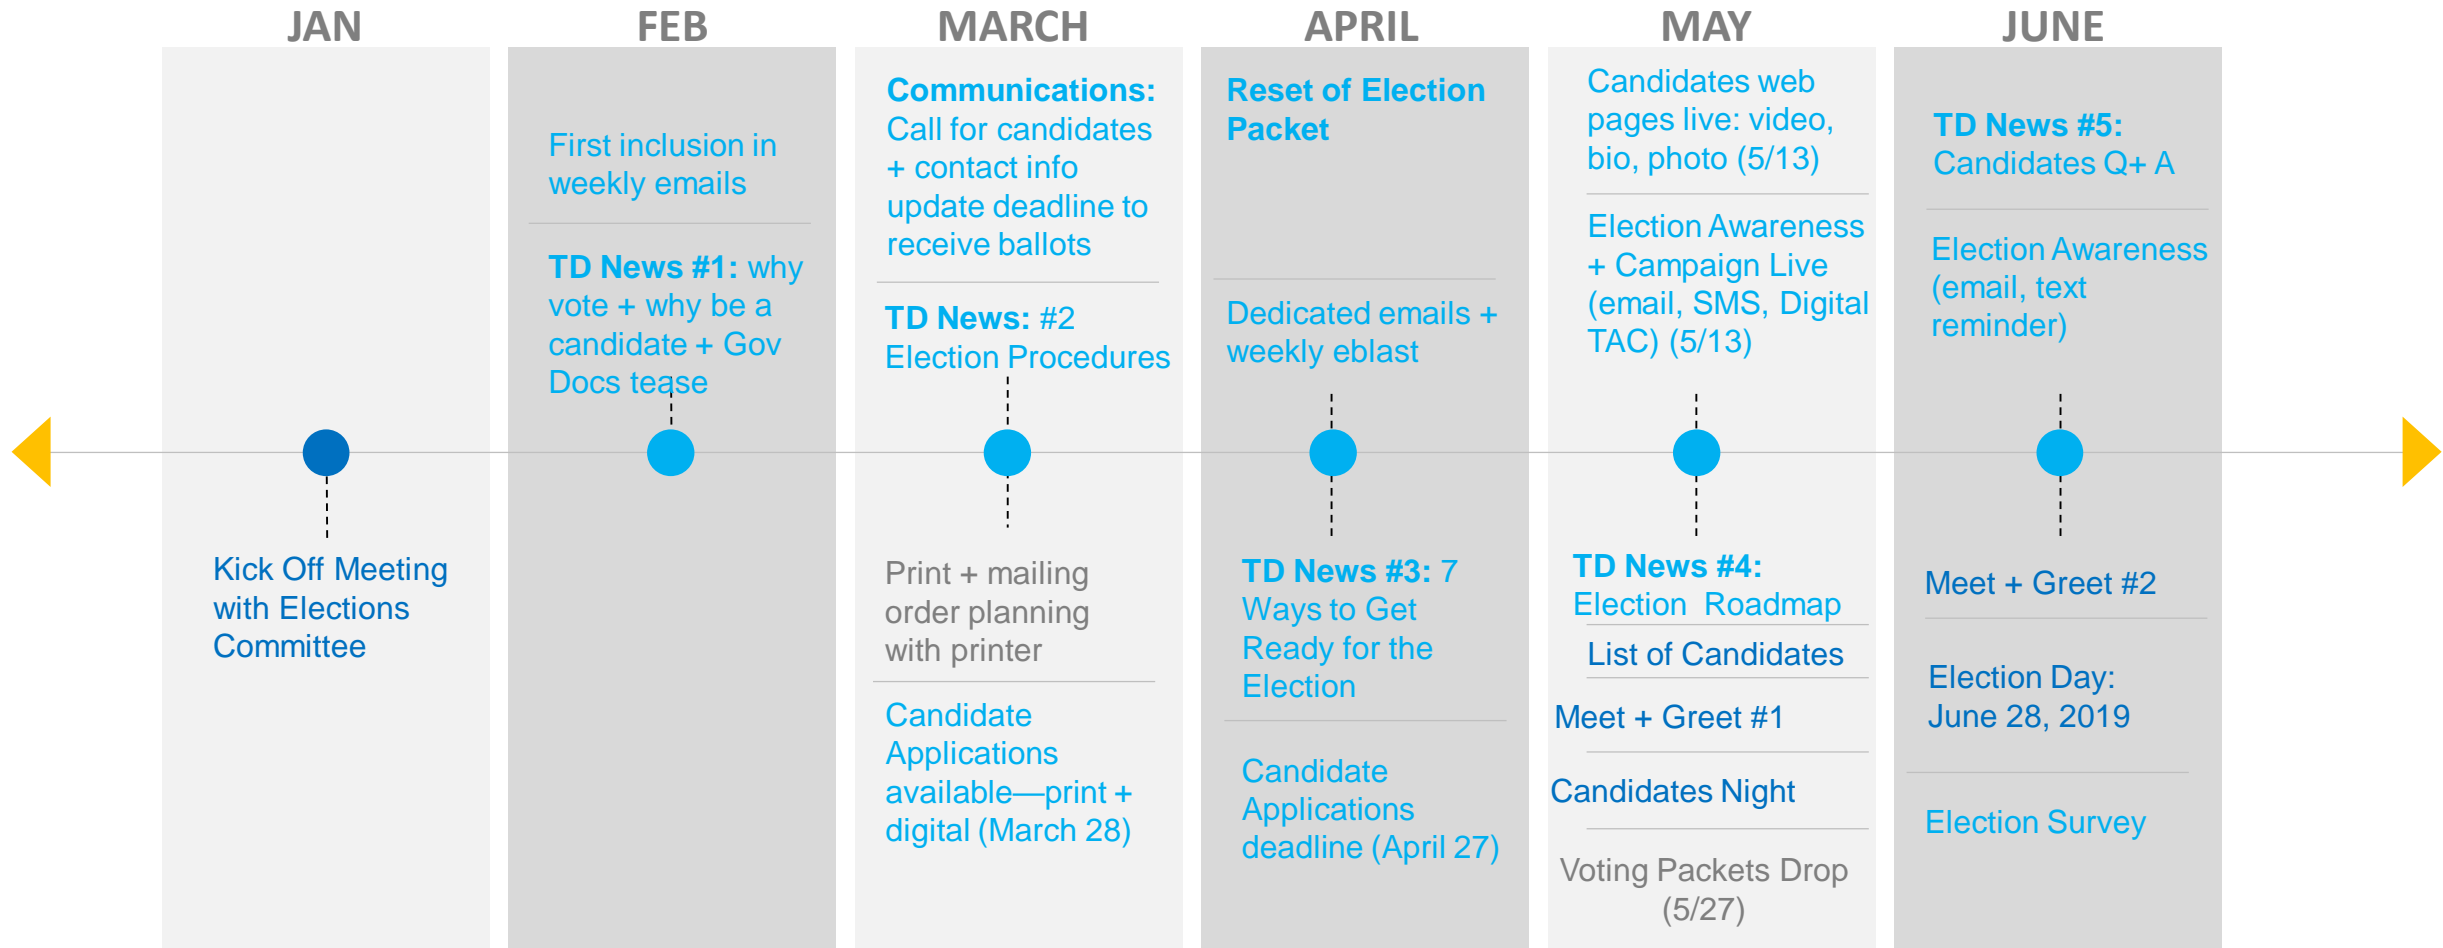 JAN
FEB
MARCH
APRIL
MAY
JUNE
First inclusion in
weekly emails
TD News #1: why
vote + why be a
candidate + Gov
Docs tease
Communications:
Call for candidates
+ contact info
update deadline to
receive ballots
TD News: #2
Election Procedures
Reset of Election
Packet
Dedicated emails +
weekly eblast
Candidates web
pages live: video,
bio, photo (5/13)
Election Awareness
+ Campaign Live
(email, SMS, Digital
TAC) (5/13)
TD News #5:
Candidates Q+ A
Election Awareness
(email, text
reminder)
Kick Off Meeting
with Elections
Committee
Print + mailing
order planning
with printer
Candidate
Applications
available—print +
digital (March 28)
TD News #3: 7
Ways to Get
Ready for the
Election
Candidate
Applications
deadline (April 27)
TD News #4:
Election Roadmap
List of Candidates
Meet + Greet #1
Candidates Night
Voting Packets Drop
(5/27)
Meet + Greet #2
Election Day:
June 28, 2019
Election Survey